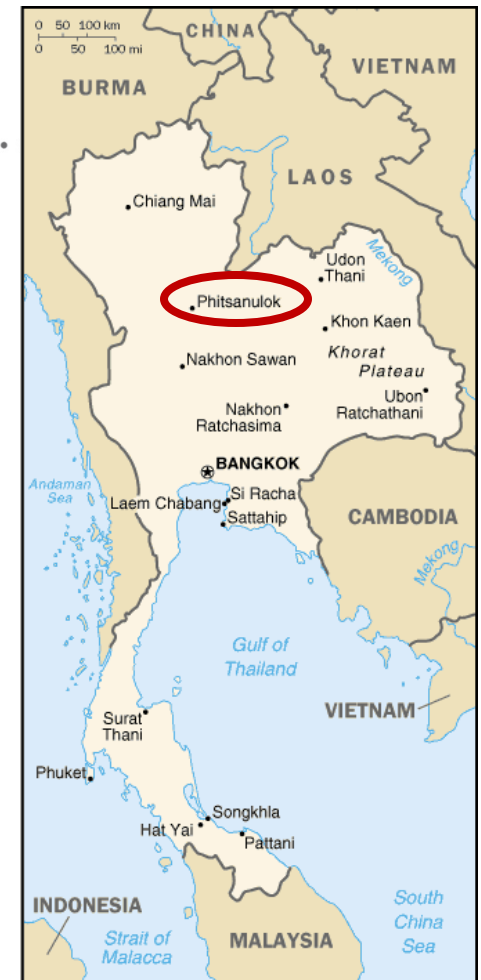 0 50 100 km
0 50 100 mi
CHINA
VIETNAM
BURMA
LAOS
Chiang Mai
Mekong
Udon
Thani
Phitsanulok
Khon Kaen
Khorat
Plateau
Nakhon Sawan
Ubon
Ratchathani
Nakhon
Ratchasima
BANGKOK
Andaman
Sea
Si Racha
Laem Chabang
Sattahip
CAMBODIA
Mekong
Gulf of
Thailand
VIETNAM
Surat
Thani
Phuket
Songkhla
Hat Yai
Pattani
INDONESIA
Strait of
Malacca
MALAYSIA
South
China
Sea